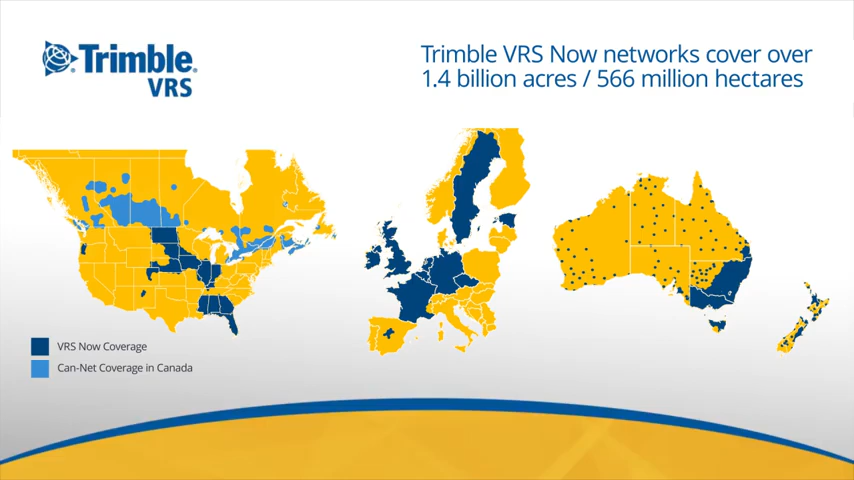 Trimble
VRS
Trimble VRS Now networks cover over
1.4 billion acres / 566 million hectares
VRS Now Coverage
Can-Net Coverage in Canada